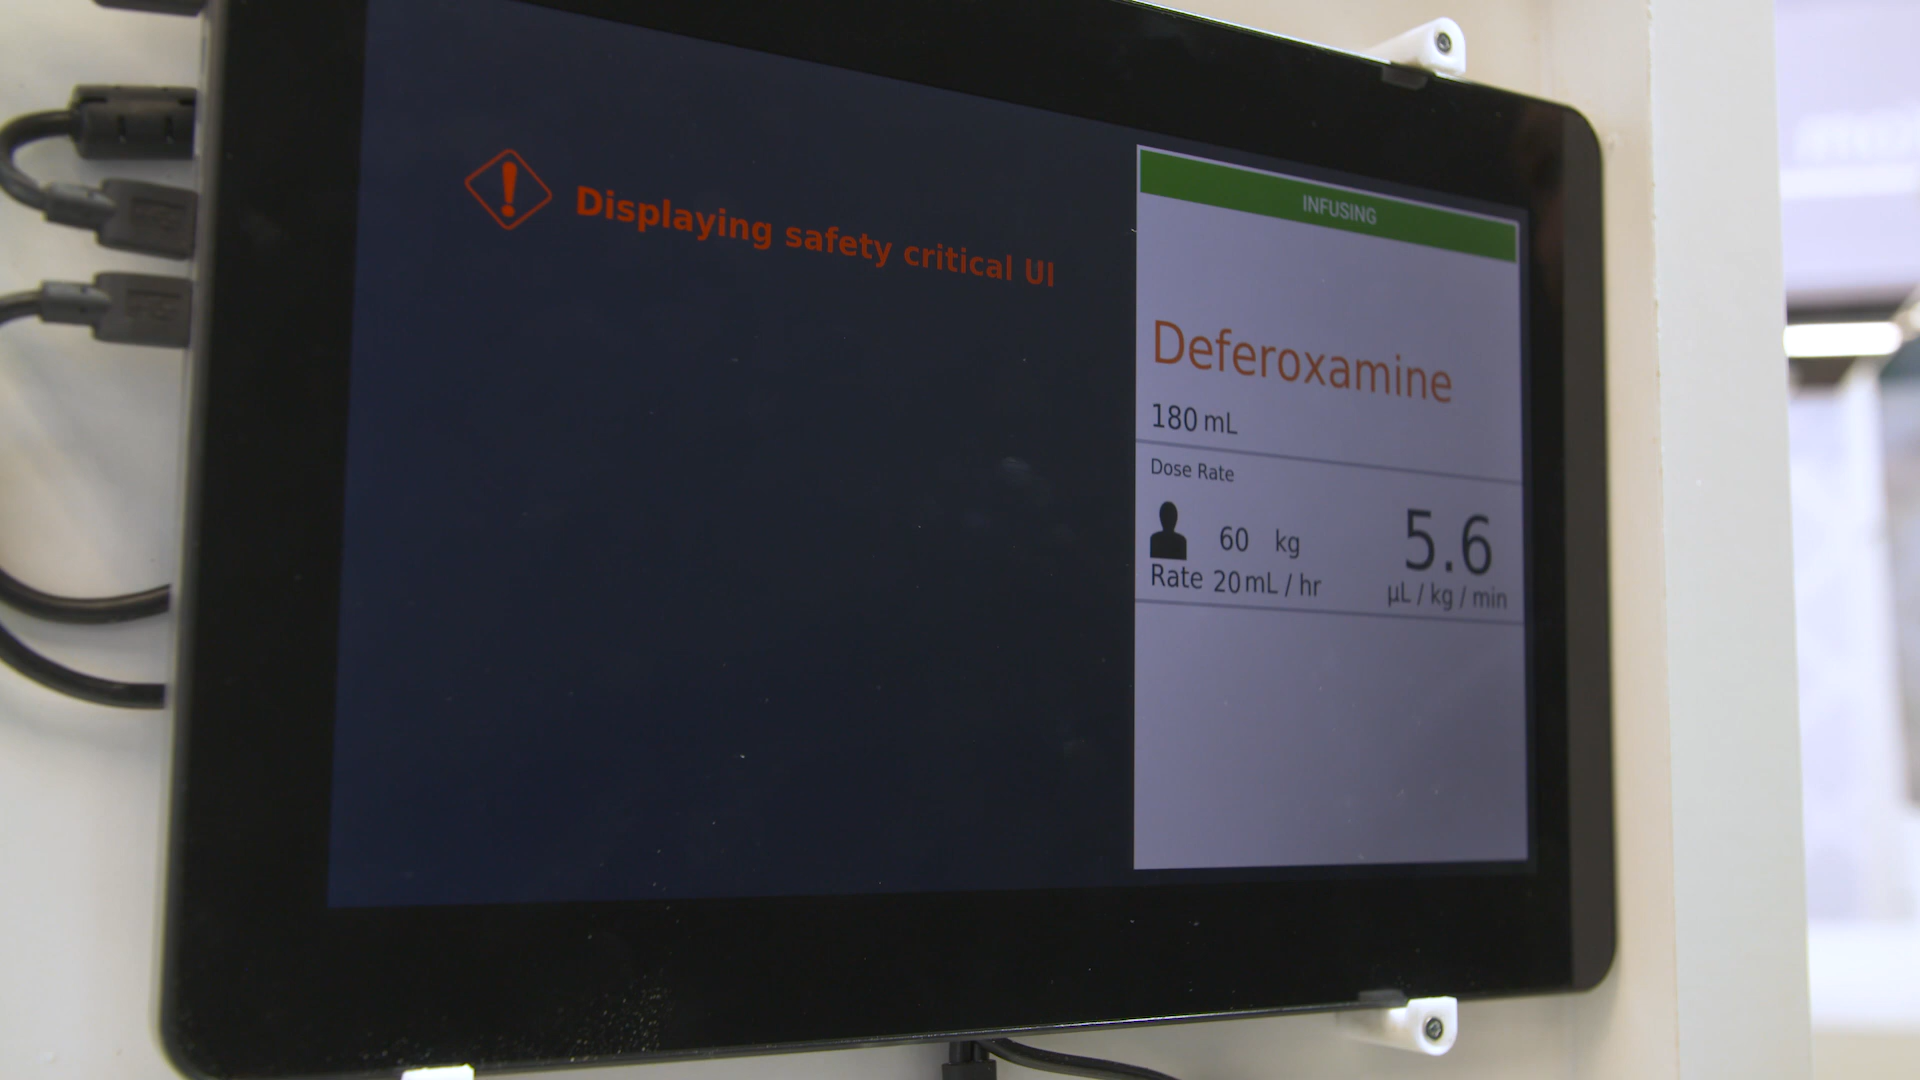 Displaying safety critical UI
INFUSING
Deferoxamine
180 mL
Dose Rate
60 kg
Rate 20 mL / hr
5.6
µL / kg / min